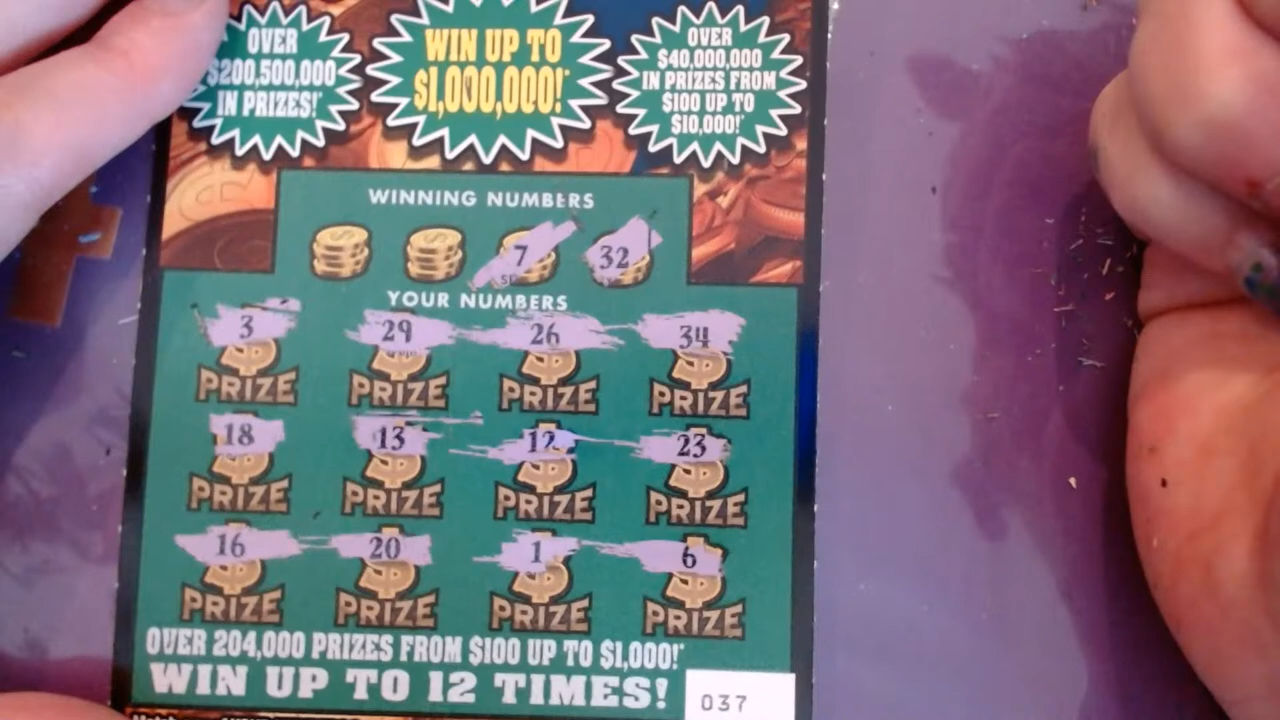 OVER
$200,500,000
IN PRIZES!*
WIN UP TO
$1,000,000!*
OVER
$40,000,000
IN PRIZES FROM
$100 UP TO
$10,000!*
WINNING NUMBERS
7 32
YOUR NUMBERS
3 29 26 34
PRIZE PRIZE PRIZE PRIZE
18 13 12 23
PRIZE PRIZE PRIZE PRIZE
16 20 1 6
PRIZE PRIZE PRIZE PRIZE
OVER 204,000 PRIZES FROM $100 UP TO $1,000!*
WIN UP TO 12 TIMES!
037